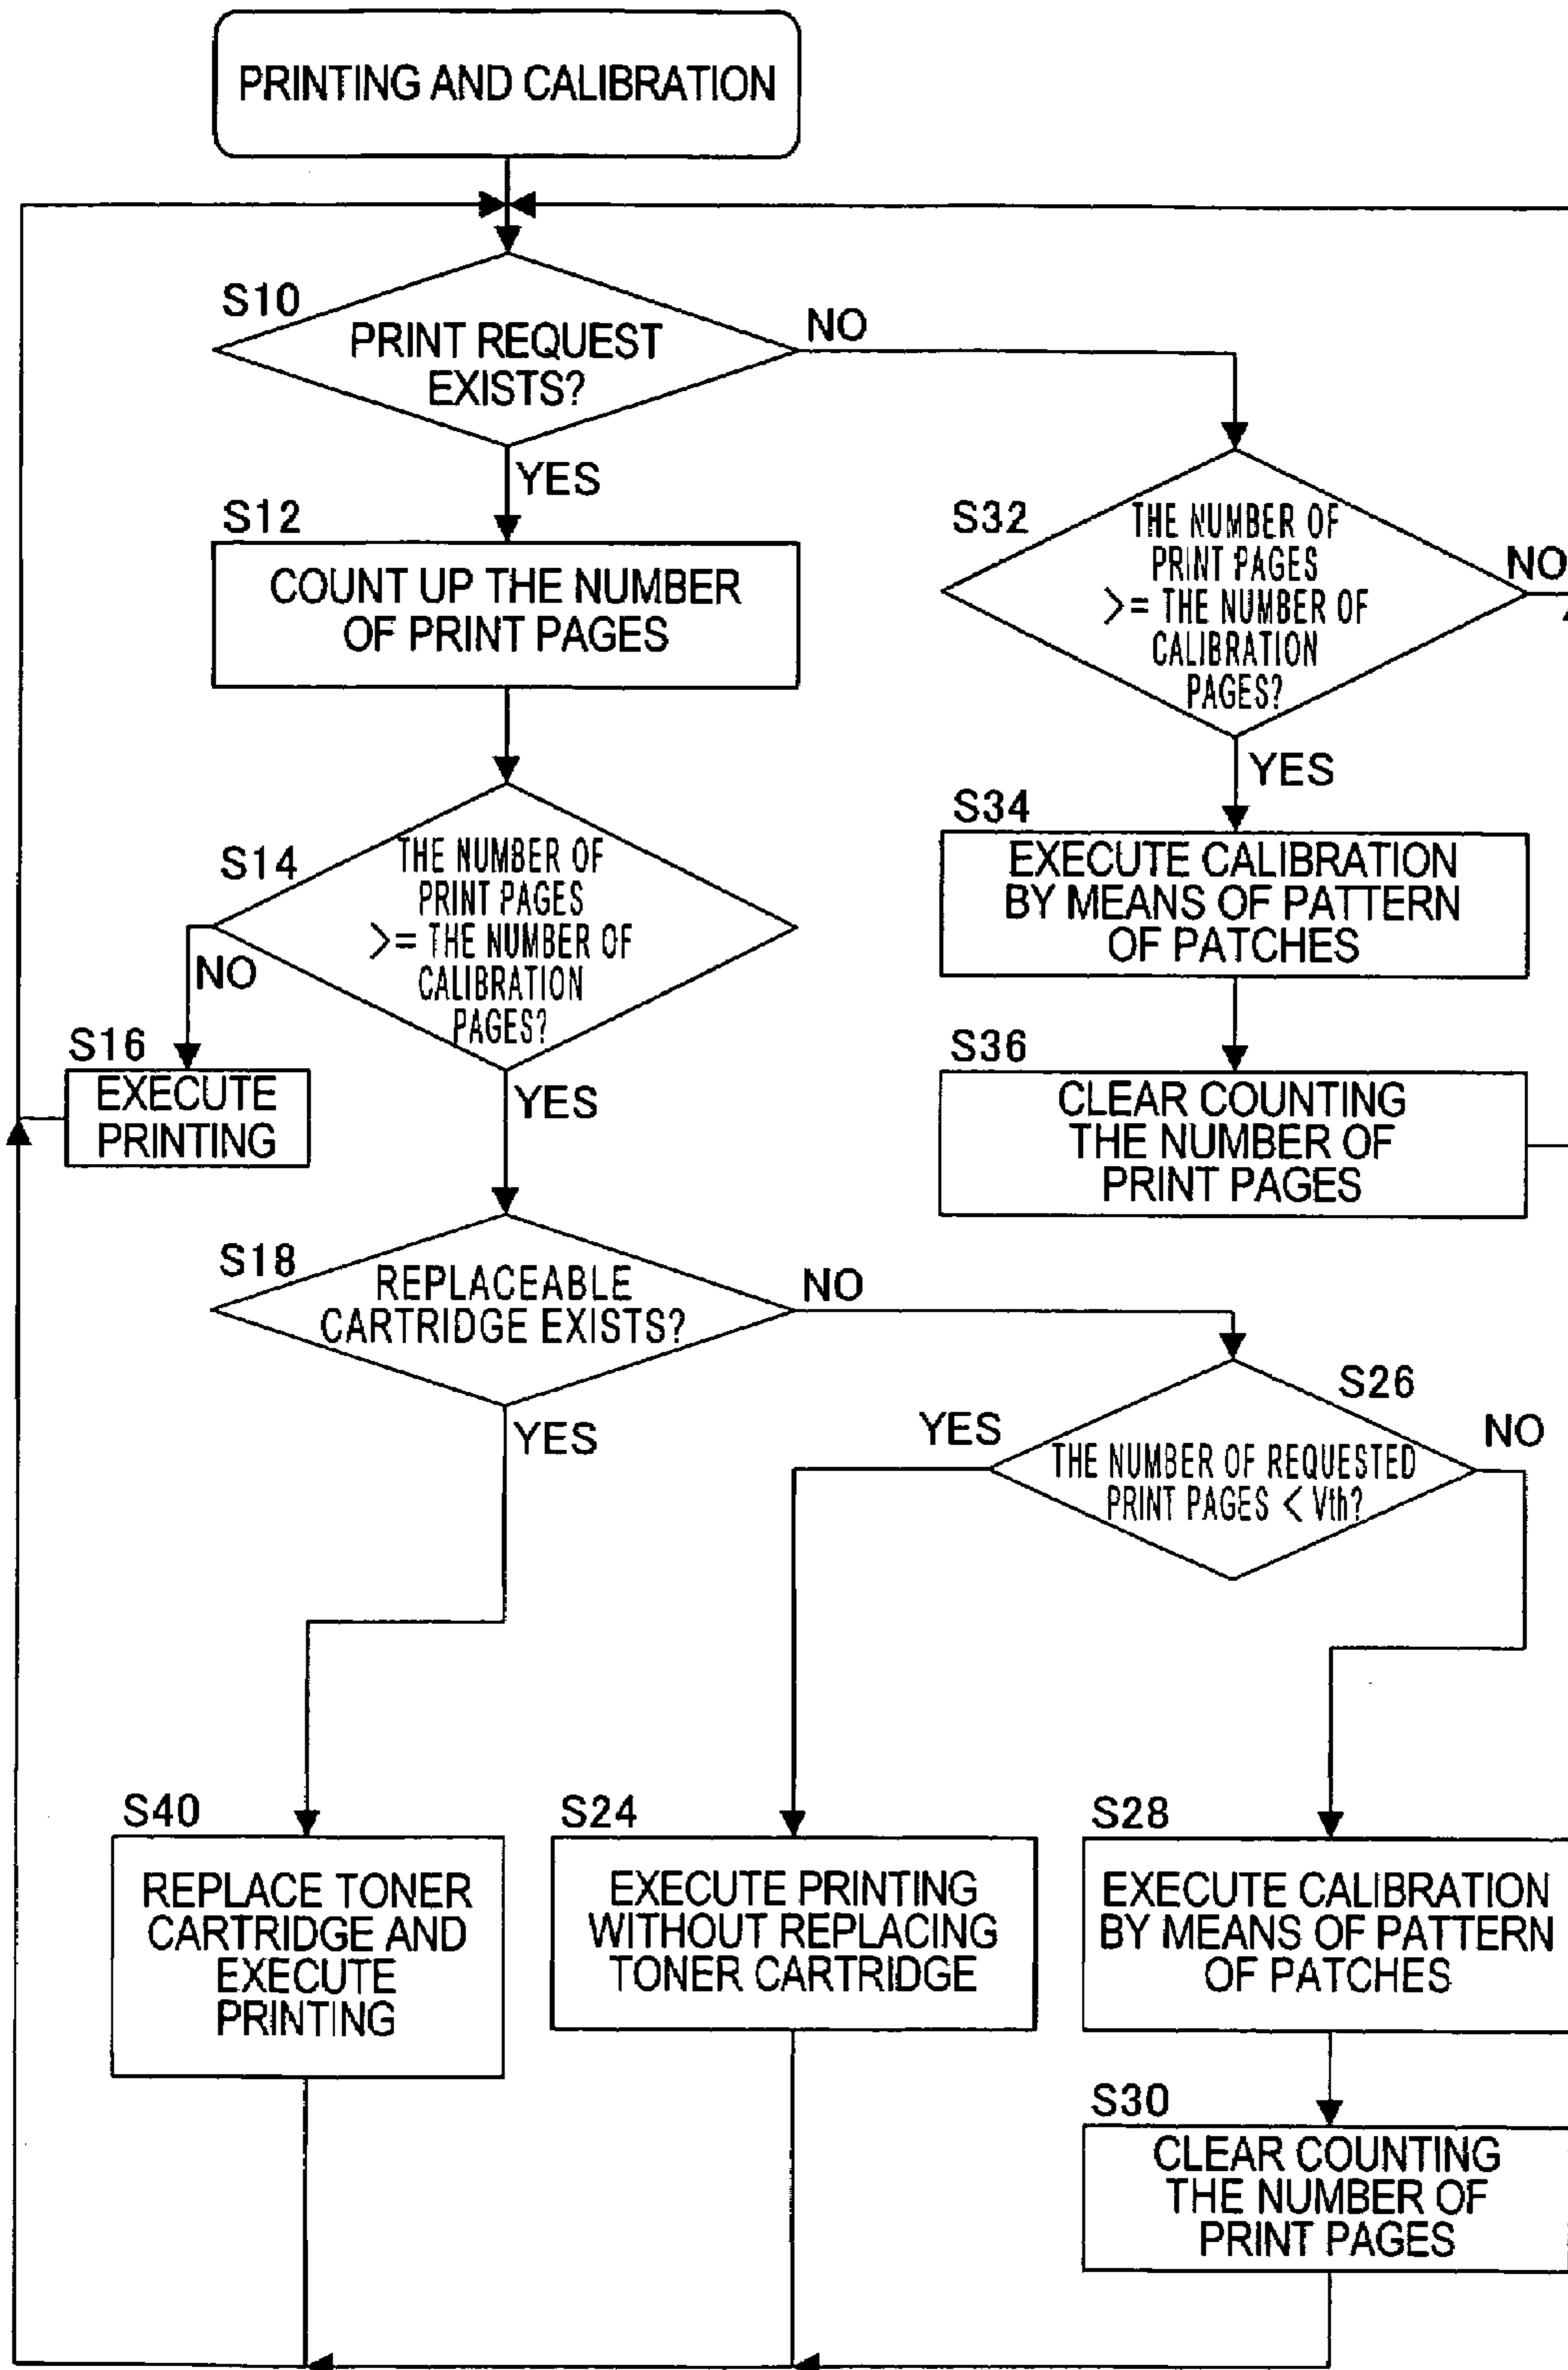 PRINTING AND CALIBRATION
S10
PRINT REQUEST
EXISTS?
NO
YES
S12
COUNT UP THE NUMBER
OF PRINT PAGES
S32
THE NUMBER OF
PRINT PAGES
>= THE NUMBER OF
CALIBRATION
PAGES?
NO
YES
S14
THE NUMBER OF
PRINT PAGES
>= THE NUMBER OF
CALIBRATION
PAGES?
NO
YES
S34
EXECUTE CALIBRATION
BY MEANS OF PATTERN
OF PATCHES
S16
EXECUTE
PRINTING
S36
CLEAR COUNTING
THE NUMBER OF
PRINT PAGES
S18
REPLACEABLE
CARTRIDGE EXISTS?
NO
YES
S26
THE NUMBER OF REQUESTED
PRINT PAGES < Vth?
YES
NO
S40
REPLACE TONER
CARTRIDGE AND
EXECUTE
PRINTING
S24
EXECUTE PRINTING
WITHOUT REPLACING
TONER CARTRIDGE
S28
EXECUTE CALIBRATION
BY MEANS OF PATTERN
OF PATCHES
S30
CLEAR COUNTING
THE NUMBER OF
PRINT PAGES